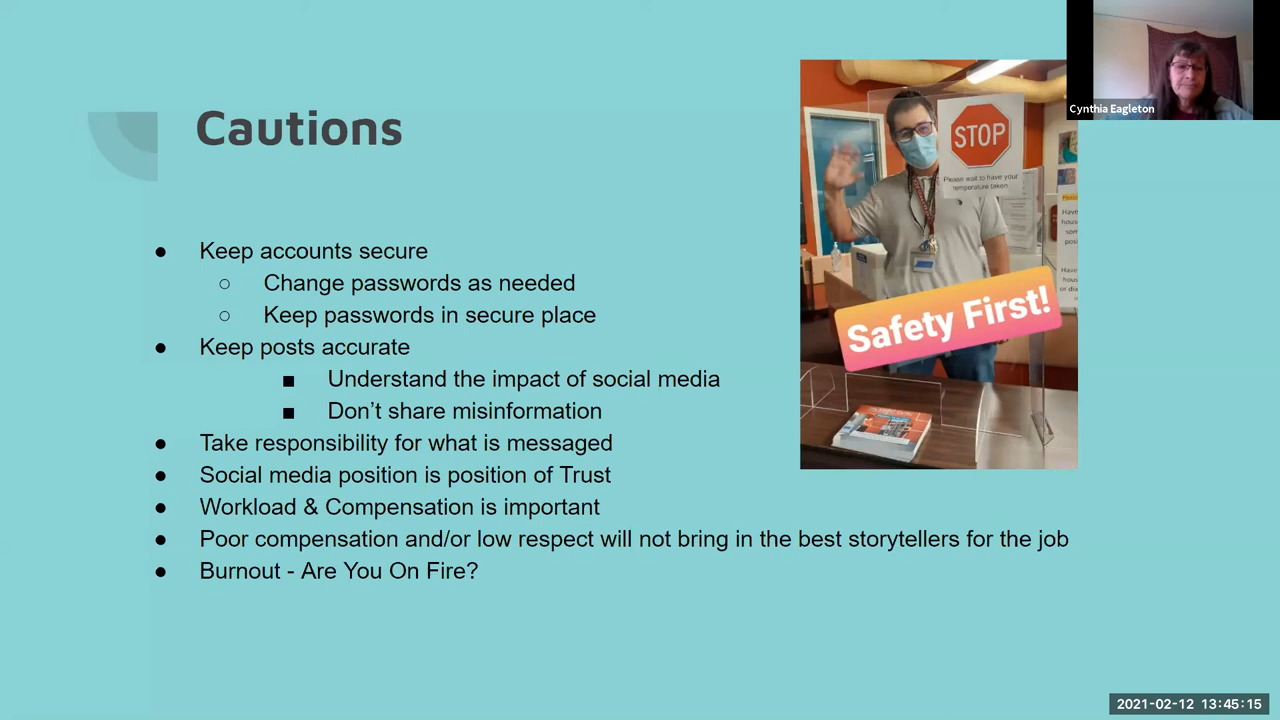 Cautions
Cynthia Eagleton
STOP
Please wait to have your
temperature taken
Have
Have
Safety First!
● Keep accounts secure
○ Change passwords as needed
○ Keep passwords in secure place
● Keep posts accurate
■ Understand the impact of social media
■ Don’t share misinformation
● Take responsibility for what is messaged
● Social media position is position of Trust
● Workload & Compensation is important
● Poor compensation and/or low respect will not bring in the best storytellers for the job
● Burnout - Are You On Fire?
2021-02-12 13:45:15